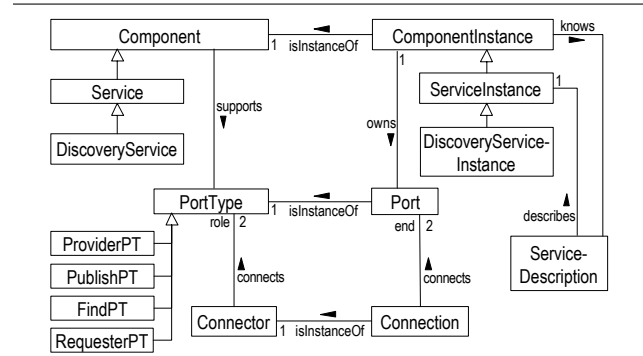 Component
1
isInstanceOf
ComponentInstance
knows
1
Service
ServiceInstance
1
supports
owns
DiscoveryService
DiscoveryService-
Instance
PortType
1
isInstanceOf
Port
role
2
end
2
describes
ProviderPT
PublishPT
FindPT
RequesterPT
connects
connects
Service-
Description
Connector
1
isInstanceOf
Connection